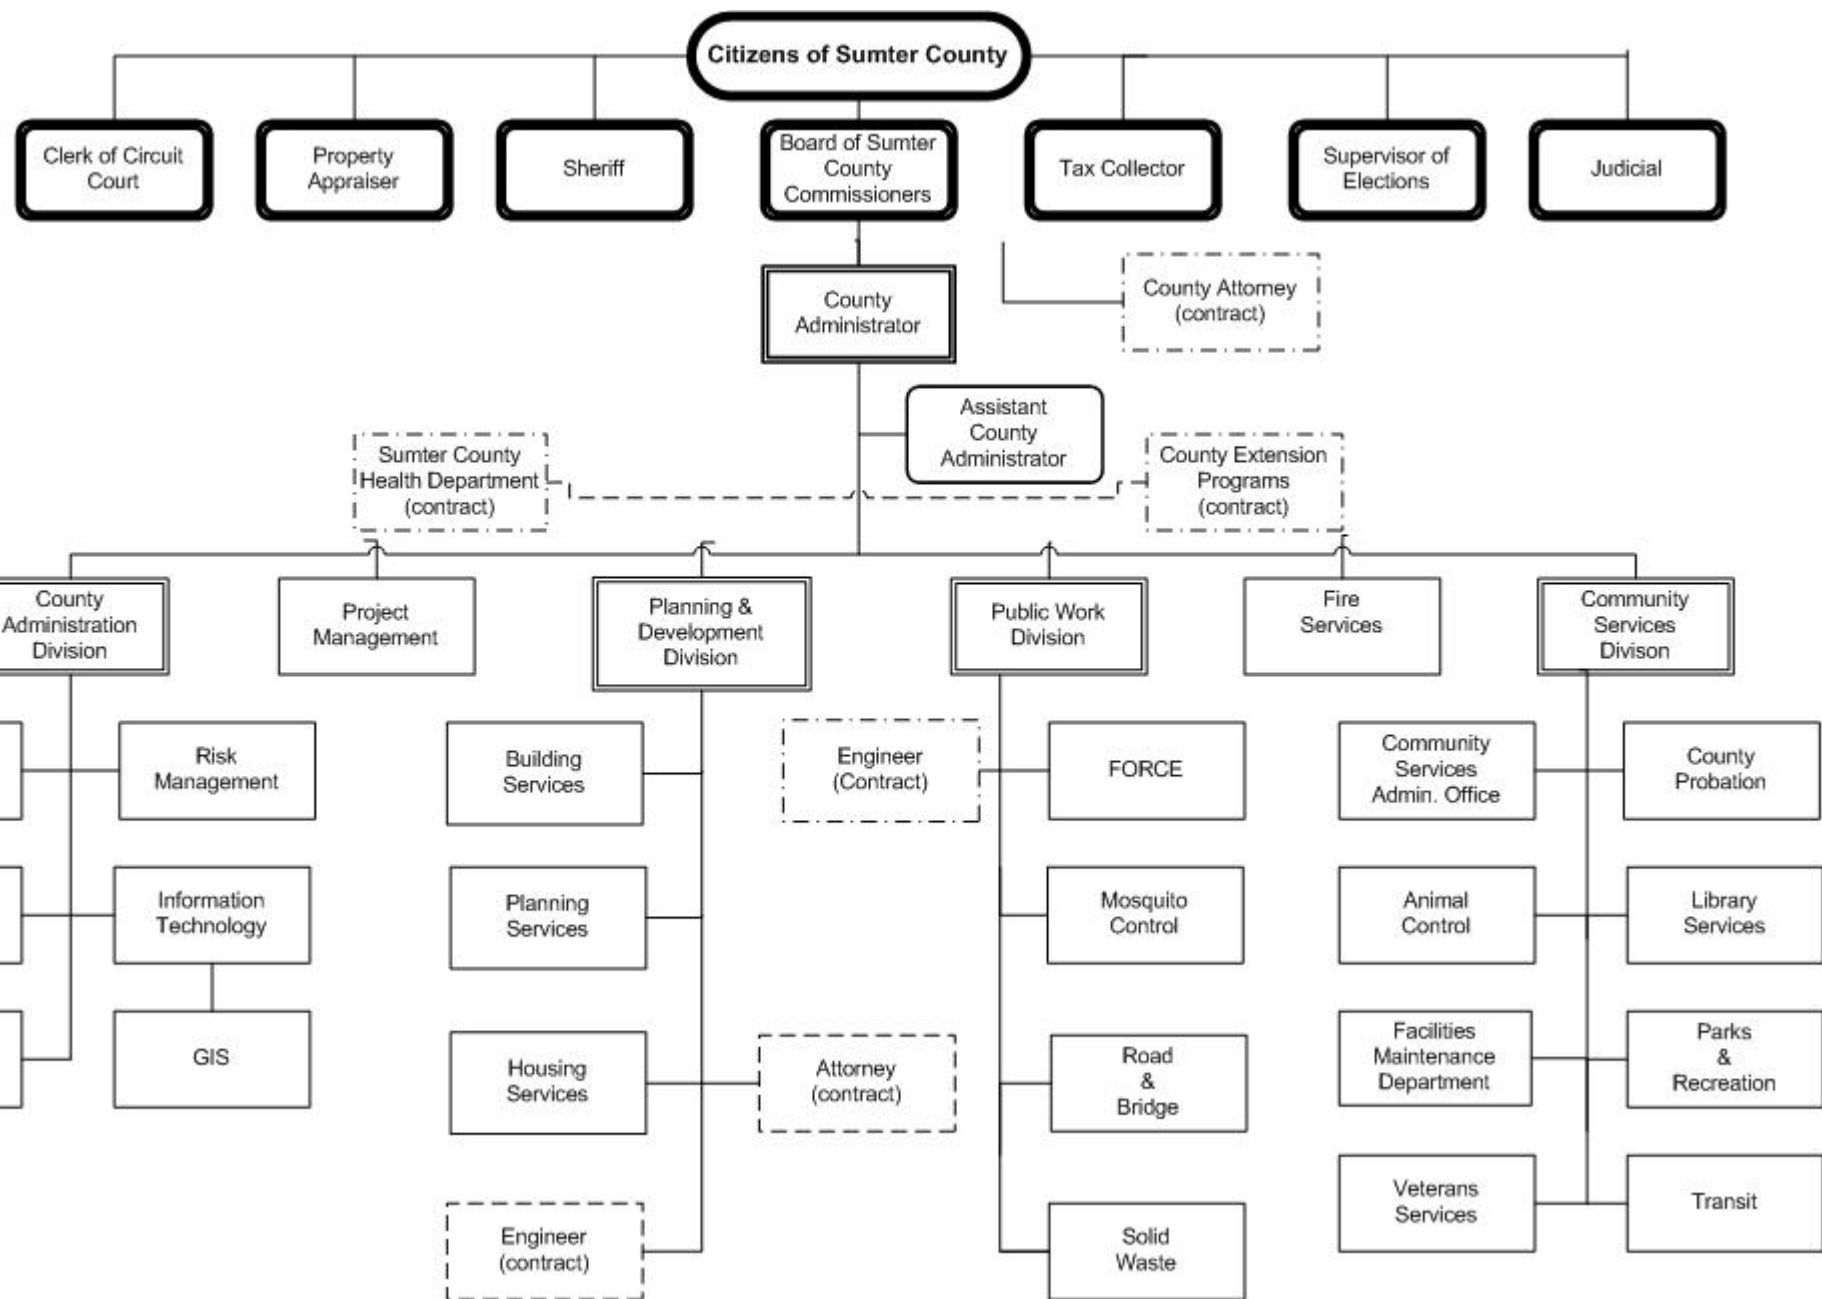 Citizens of Sumter County
Clerk of Circuit
Court
Property
Appraiser
Sheriff
Board of Sumter
County
Commissioners
Tax Collector
Supervisor of
Elections
Judicial
County
Administrator
County Attorney
(contract)
Assistant
County
Administrator
Sumter County
Health Department
(contract)
County Extension
Programs
(contract)
County
Administration
Division
Project
Management
Planning &
Development
Division
Public Work
Division
Fire
Services
Community
Services
Divison
Risk
Management
Building
Services
Engineer
(Contract)
FORCE
Community
Services
Admin. Office
County
Probation
Information
Technology
Planning
Services
Mosquito
Control
Animal
Control
Library
Services
GIS
Housing
Services
Attorney
(contract)
Road
&
Bridge
Facilities
Maintenance
Department
Parks
&
Recreation
Engineer
(contract)
Solid
Waste
Veterans
Services
Transit